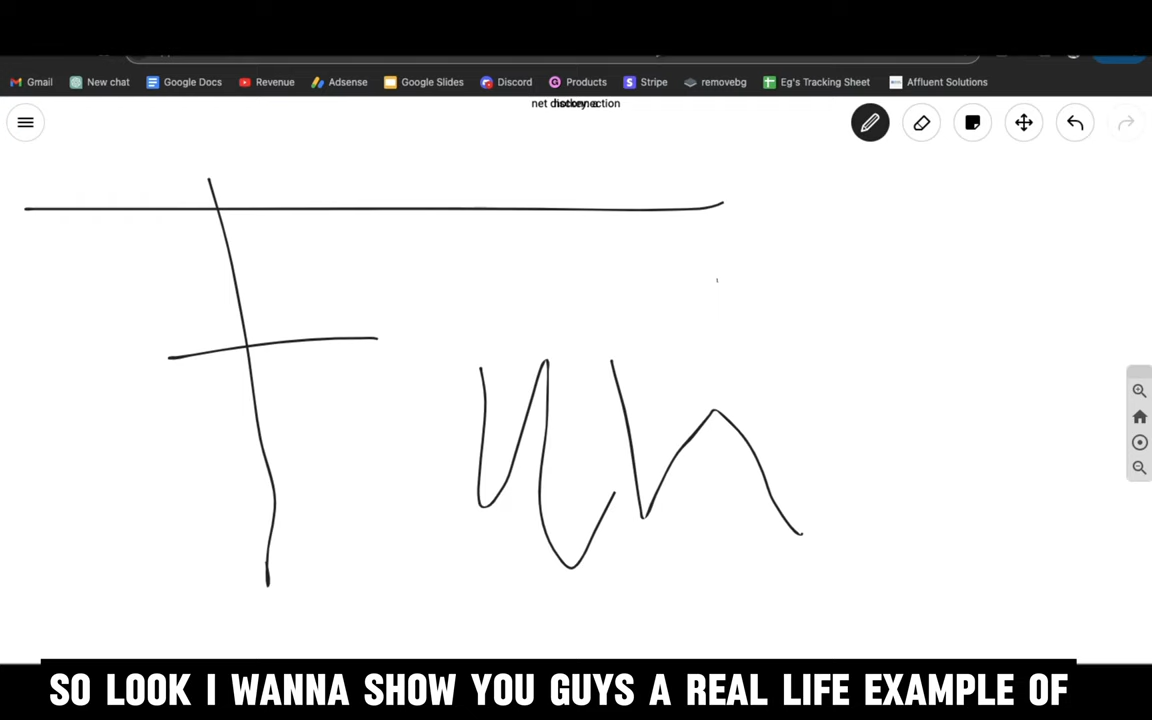 Gmail New chat Google Docs Revenue Adsense Google Slides Discord Products Stripe removebg Eg's Tracking Sheet Affluent Solutions
Fun
SO LOOK I WANNA SHOW YOU GUYS A REAL LIFE EXAMPLE OF